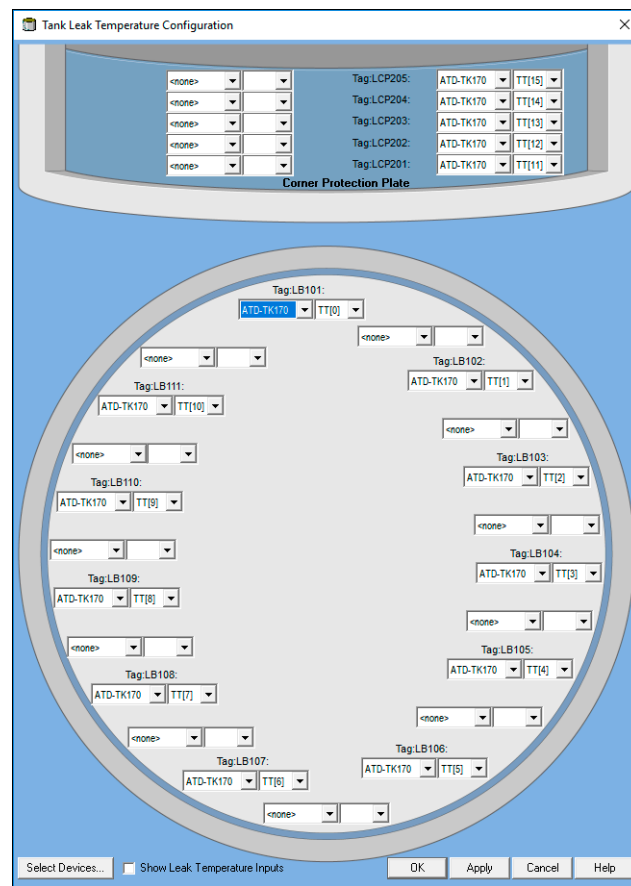 Tank Leak Temperature Configuration
<none> Tag:LCP205: ATD-TK170 TT[15]
<none> Tag:LCP204: ATD-TK170 TT[14]
<none> Tag:LCP203: ATD-TK170 TT[13]
<none> Tag:LCP202: ATD-TK170 TT[12]
<none> Tag:LCP201: ATD-TK170 TT[11]
Corner Protection Plate
Tag:LB101:
ATD-TK170 TT[0]
<none>
<none>
Tag:LB102:
ATD-TK170 TT[1]
Tag:LB111:
ATD-TK170 TT[10]
<none>
<none>
Tag:LB103:
ATD-TK170 TT[2]
Tag:LB110:
ATD-TK170 TT[9]
<none>
<none>
Tag:LB104:
ATD-TK170 TT[3]
Tag:LB109:
ATD-TK170 TT[8]
<none>
<none>
Tag:LB105:
ATD-TK170 TT[4]
Tag:LB108:
ATD-TK170 TT[7]
<none>
<none>
Tag:LB106:
ATD-TK170 TT[5]
Tag:LB107:
ATD-TK170 TT[6]
<none>
Select Devices... Show Leak Temperature Inputs OK Apply Cancel Help